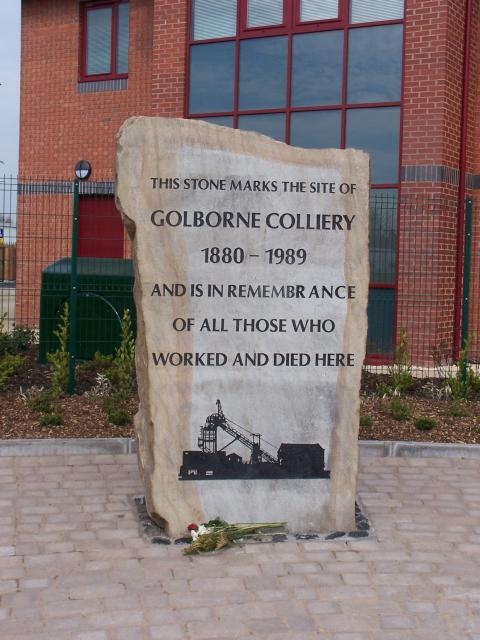 THIS STONE MARKS THE SITE OF
GOLBORNE COLLIERY
1880 – 1989
AND IS IN REMEMBRANCE
OF ALL THOSE WHO
WORKED AND DIED HERE